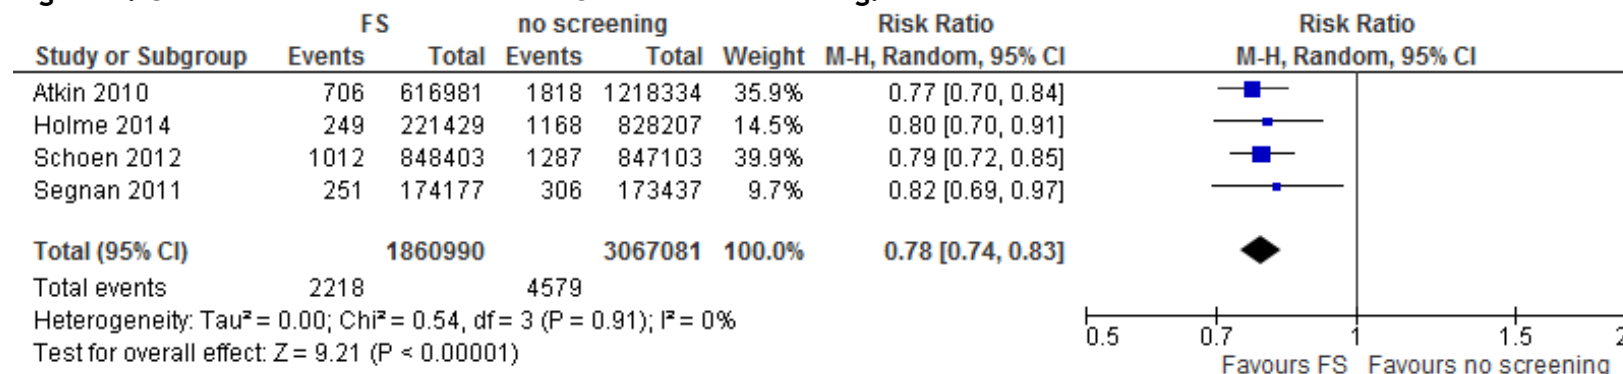 FS no screening Risk Ratio Risk Ratio
Study or Subgroup Events Total Events Total Weight M-H, Random, 95% CI M-H, Random, 95% CI
Atkin 2010 706 616981 1818 1218334 35.9% 0.77 [0.70, 0.84]
Holme 2014 249 221429 1168 828207 14.5% 0.80 [0.70, 0.91]
Schoen 2012 1012 848403 1287 847103 39.9% 0.79 [0.72, 0.85]
Segnan 2011 251 174177 306 173437 9.7% 0.82 [0.69, 0.97]
Total (95% CI) 1860990 3067081 100.0% 0.78 [0.74, 0.83]
Total events 2218 4579
Heterogeneity: Tau² = 0.00; Chi² = 0.54, df = 3 (P = 0.91); I² = 0%
Test for overall effect: Z = 9.21 (P < 0.00001)
0.5 0.7 1 1.5 2
Favours FS Favours no screening